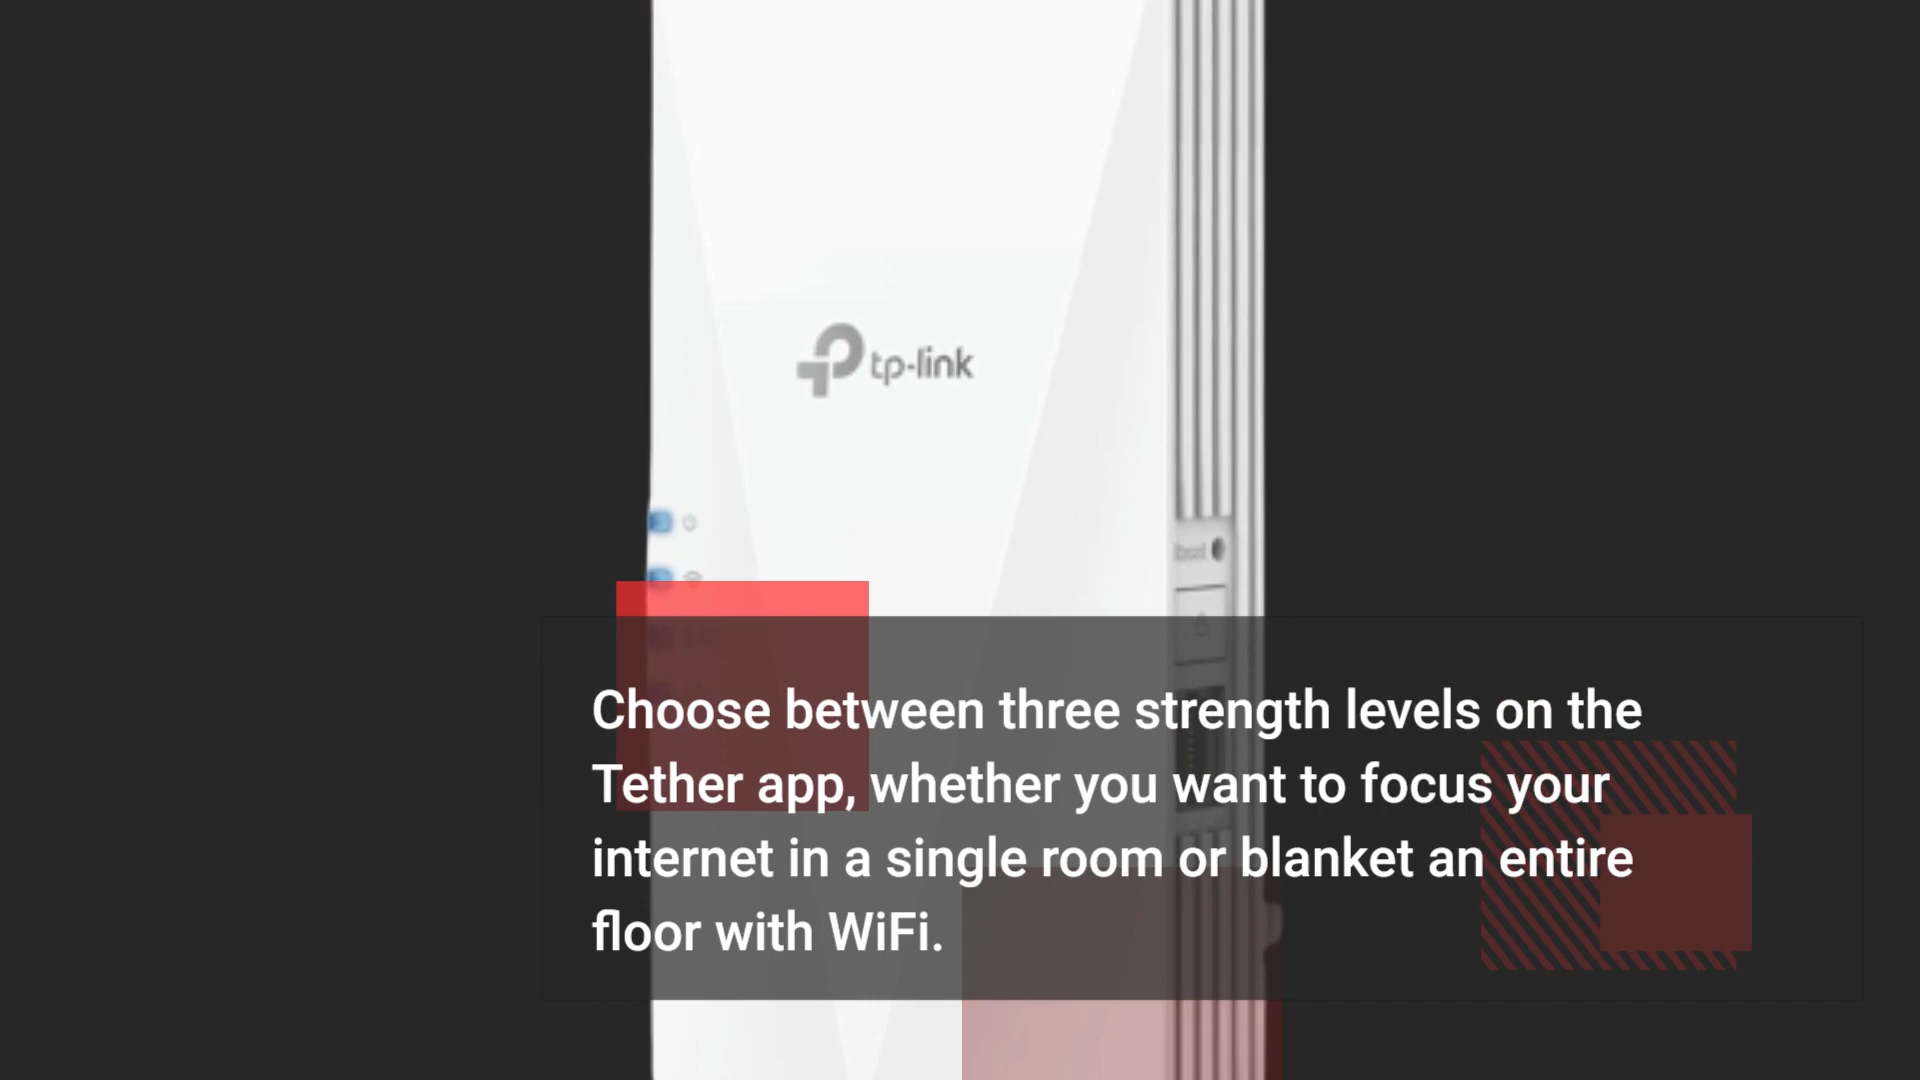 tp-link
Choose between three strength levels on the
Tether app, whether you want to focus your
internet in a single room or blanket an entire
floor with WiFi.